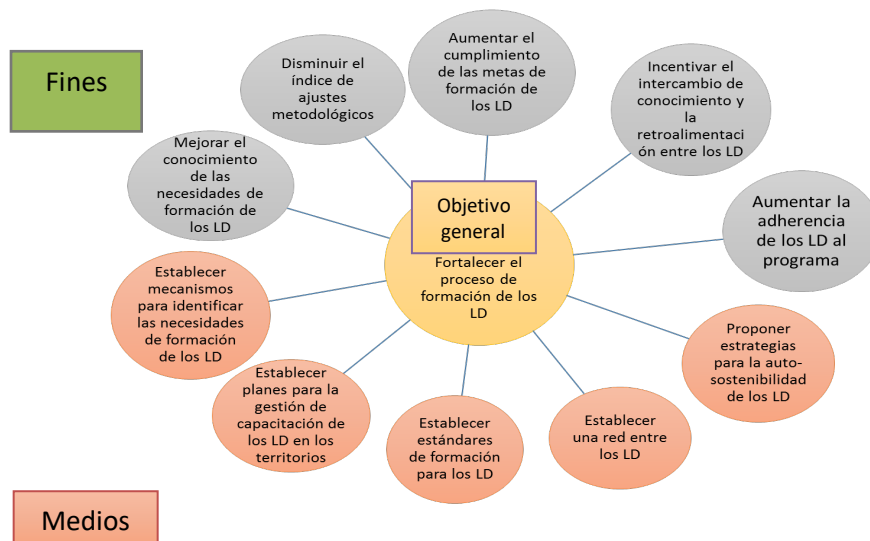 Fines
Disminuir el
índice de
ajustes
metodológicos
Aumentar el
cumplimiento
de las metas de
formación de
los LD
Incentivar el
intercambio de
conocimiento y
la
retroalimentaci
ón entre los LD
Mejorar el
conocimiento
de las
necesidades de
formación de
los LD
Objetivo
general
Fortalecer el
proceso de
formación de los
LD
Aumentar la
adherencia
de los LD al
programa
Establecer
mecanismos
para identificar
las necesidades
de formación
de los LD
Establecer
planes para la
gestión de
capacitación de
los LD en los
territorios
Establecer
estándares
de formación
para los LD
Establecer
una red entre
los LD
Proponer
estrategias
para la auto-
sostenibilidad
de los LD
Medios